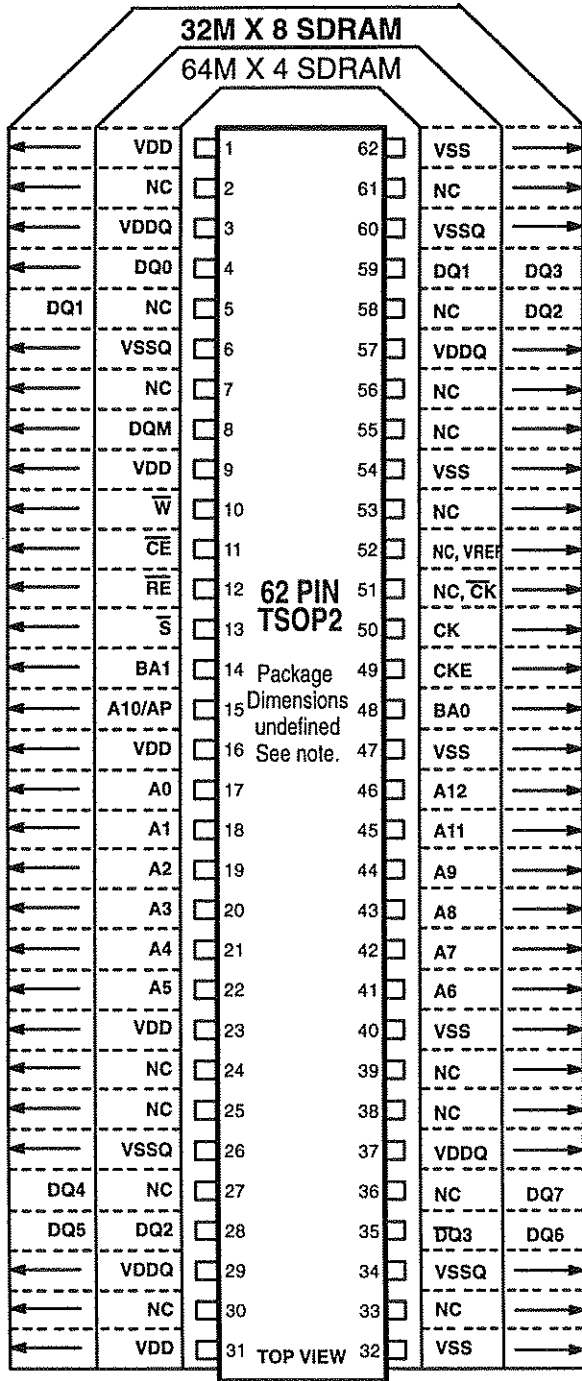 32M X 8 SDRAM
64M X 4 SDRAM
VDD 1 62 VSS
NC 2 61 NC
VDDQ 3 60 VSSQ
DQ0 4 59 DQ1 DQ3
DQ1 NC 5 58 NC DQ2
VSSQ 6 57 VDDQ
NC 7 56 NC
DQM 8 55 NC
VDD 9 54 VSS
W̅ 10 53 NC
C̅E̅ 11 52 NC, VREF
R̅E̅ 12 51 NC, C̅K̅
S̅ 13 50 CK
BA1 14 49 CKE
A10/AP 15 48 BA0
VDD 16 47 VSS
A0 17 46 A12
A1 18 45 A11
A2 19 44 A9
A3 20 43 A8
A4 21 42 A7
A5 22 41 A6
VDD 23 40 VSS
NC 24 39 NC
NC 25 38 NC
VSSQ 26 37 VDDQ
DQ4 NC 27 36 NC DQ7
DQ5 DQ2 28 35 D̅Q3 DQ6
VDDQ 29 34 VSSQ
NC 30 33 NC
VDD 31 32 VSS
62 PIN
TSOP2
Package
Dimensions
undefined
See note.
TOP VIEW